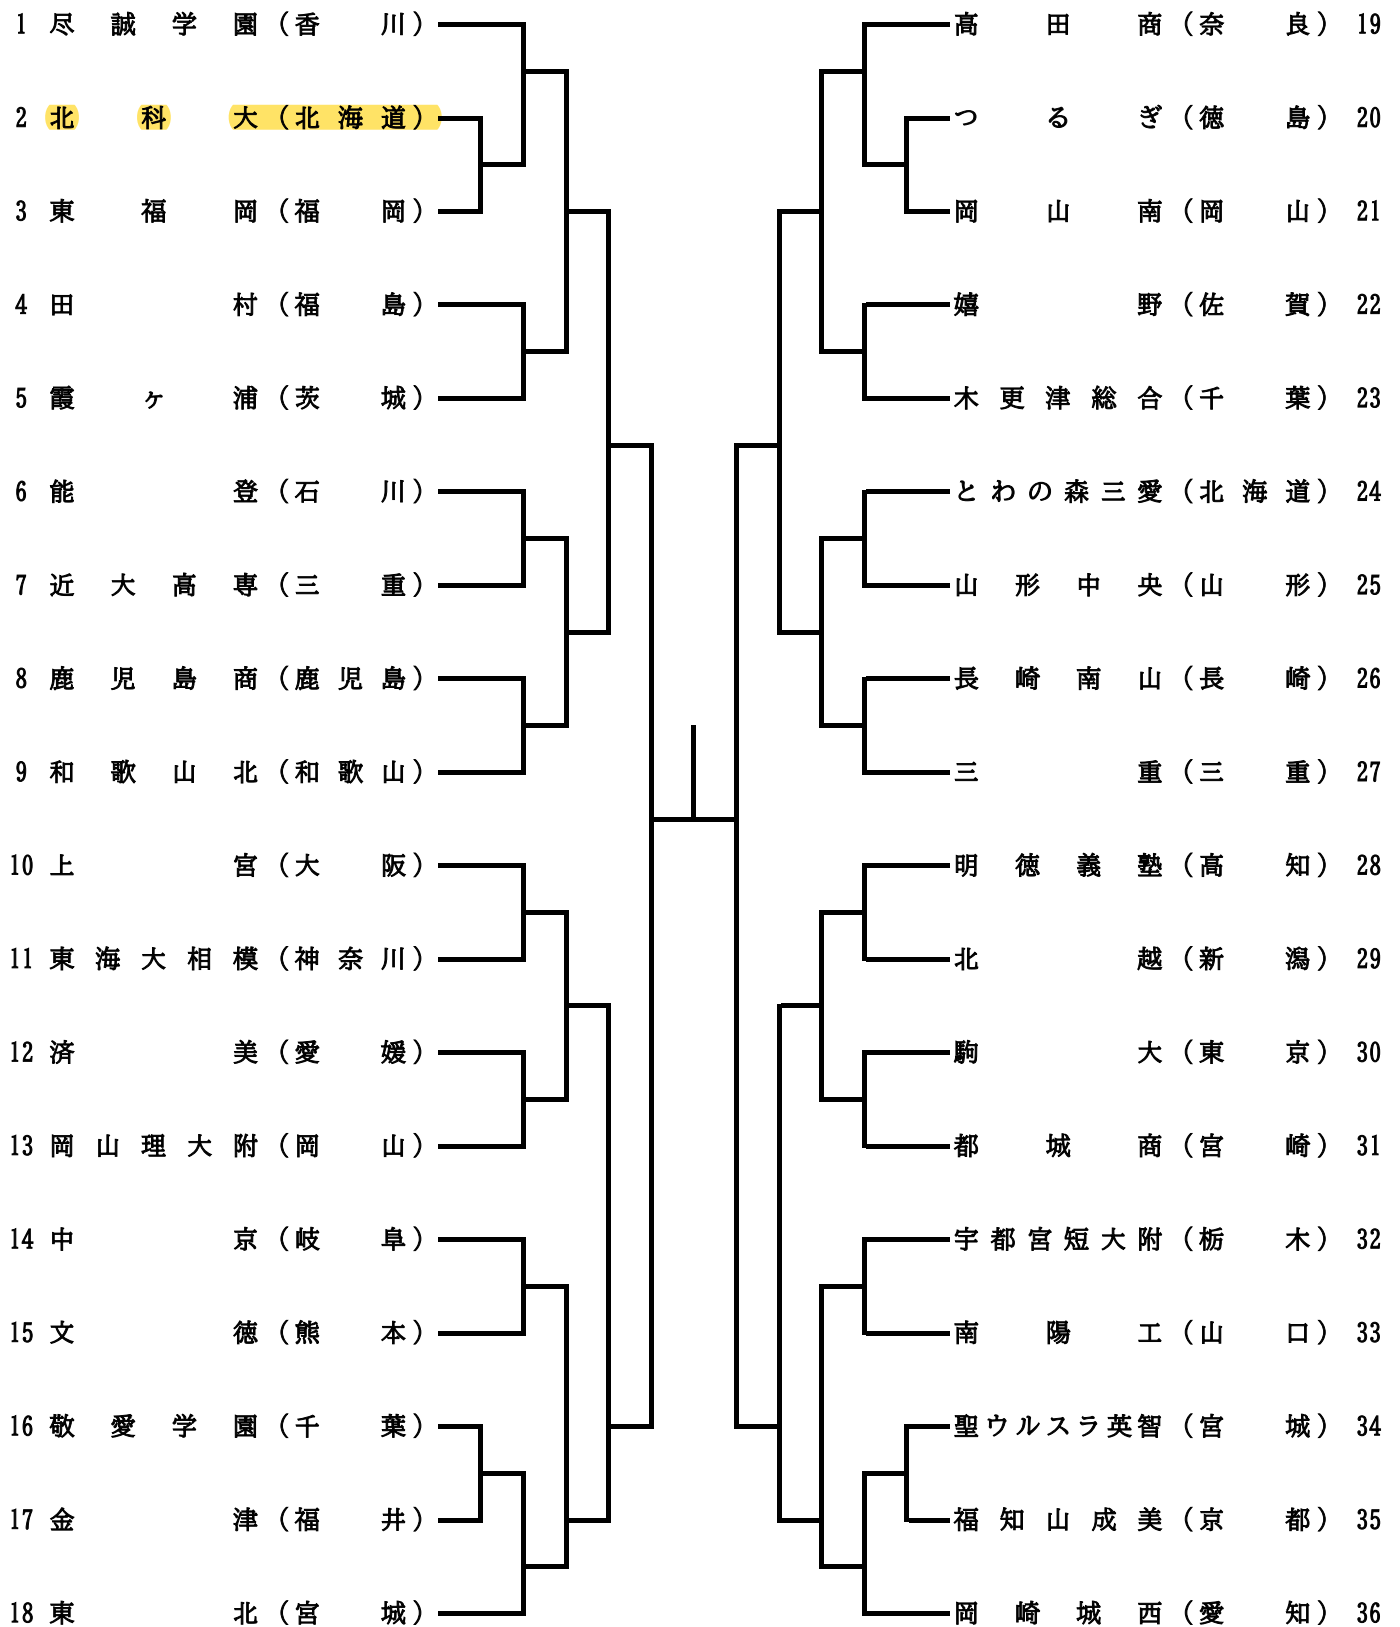 1 尽誠学園（香川）
2 北科大（北海道）
3 東福岡（福岡）
4 田村（福島）
5 霞ヶ浦（茨城）
6 能登（石川）
7 近大高専（三重）
8 鹿児島商（鹿児島）
9 和歌山北（和歌山）
10 上宮（大阪）
11 東海大相模（神奈川）
12 済美（愛媛）
13 岡山理大附（岡山）
14 中京（岐阜）
15 文徳（熊本）
16 敬愛学園（千葉）
17 金津（福井）
18 東北（宮城）
高田商（奈良） 19
つるぎ（徳島） 20
岡山南（岡山） 21
嬉野（佐賀） 22
木更津総合（千葉） 23
とわの森三愛（北海道） 24
山形中央（山形） 25
長崎南山（長崎） 26
三重（三重） 27
明徳義塾（高知） 28
北越（新潟） 29
駒大（東京） 30
都城商（宮崎） 31
宇都宮短大附（栃木） 32
南陽工（山口） 33
聖ウルスラ英智（宮城） 34
福知山成美（京都） 35
岡崎城西（愛知） 36